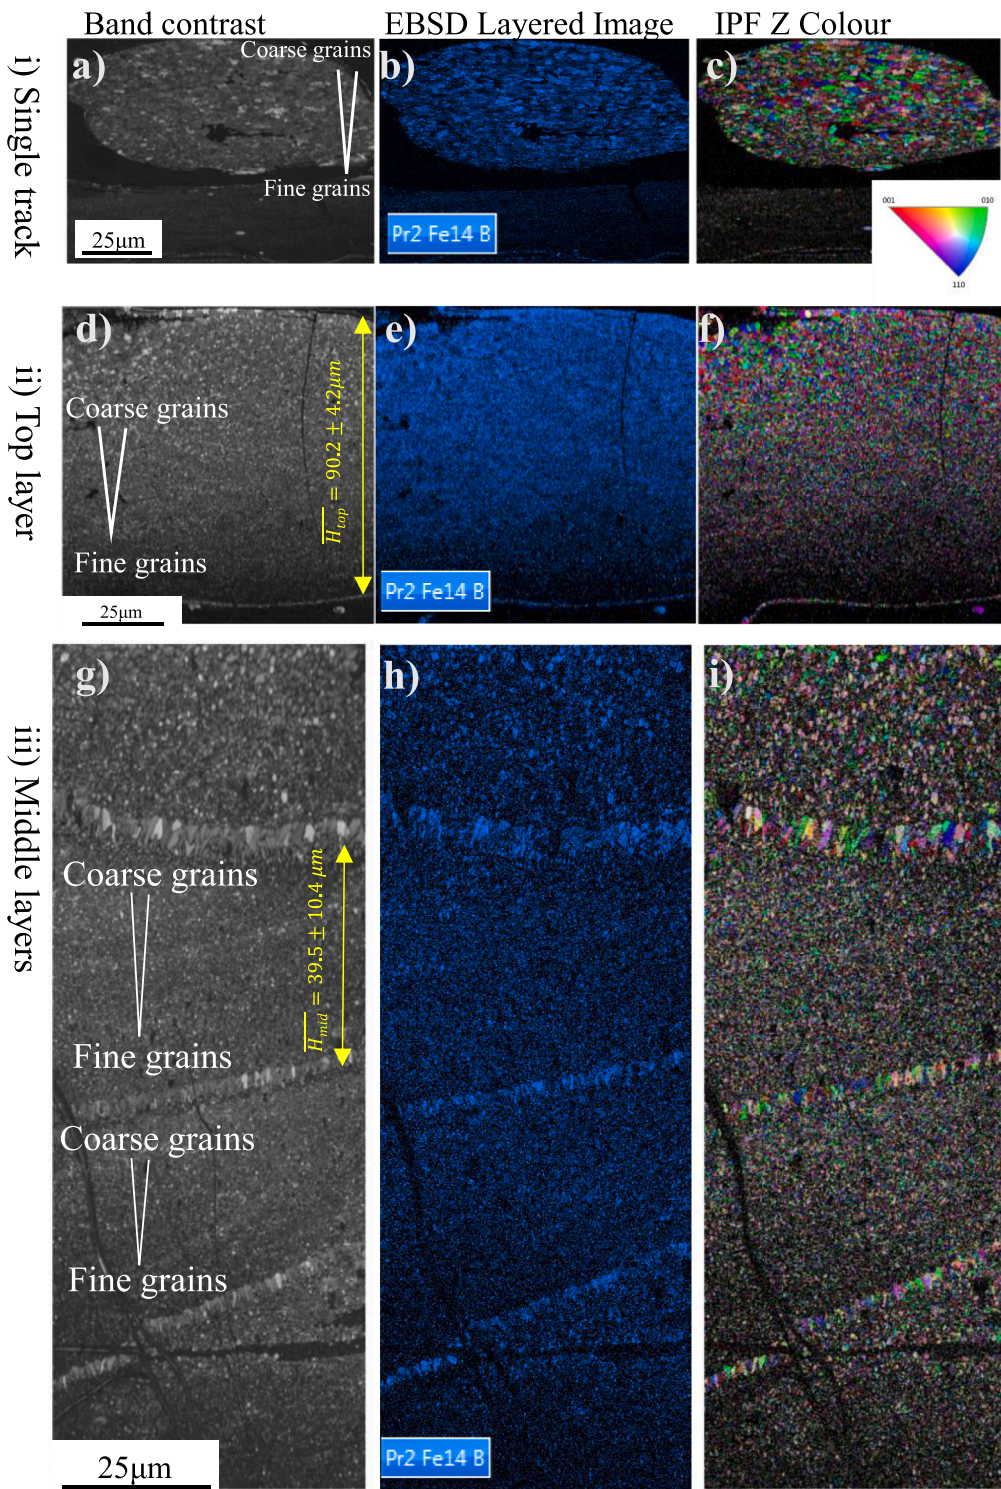 Band contrast
EBSD Layered Image
IPF Z Colour
i) Single track
a)
Coarse grains
Fine grains
25μm
b)
Pr2 Fe14 B
c)
001
010
110
ii) Top layer
d)
Coarse grains
Fine grains
H_top = 90.2 ± 4.2μm
25μm
e)
Pr2 Fe14 B
f)
iii) Middle layers
g)
Coarse grains
Fine grains
H_mid = 39.5 ± 10.4 μm
Coarse grains
Fine grains
25μm
h)
Pr2 Fe14 B
i)